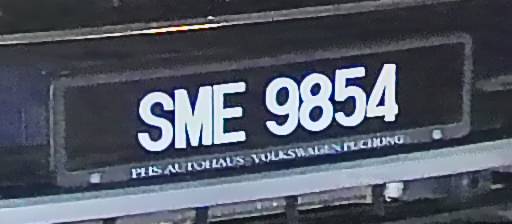 SME 9854
PHS AUTOHAUS - VOLKSWAGEN PUCHONG